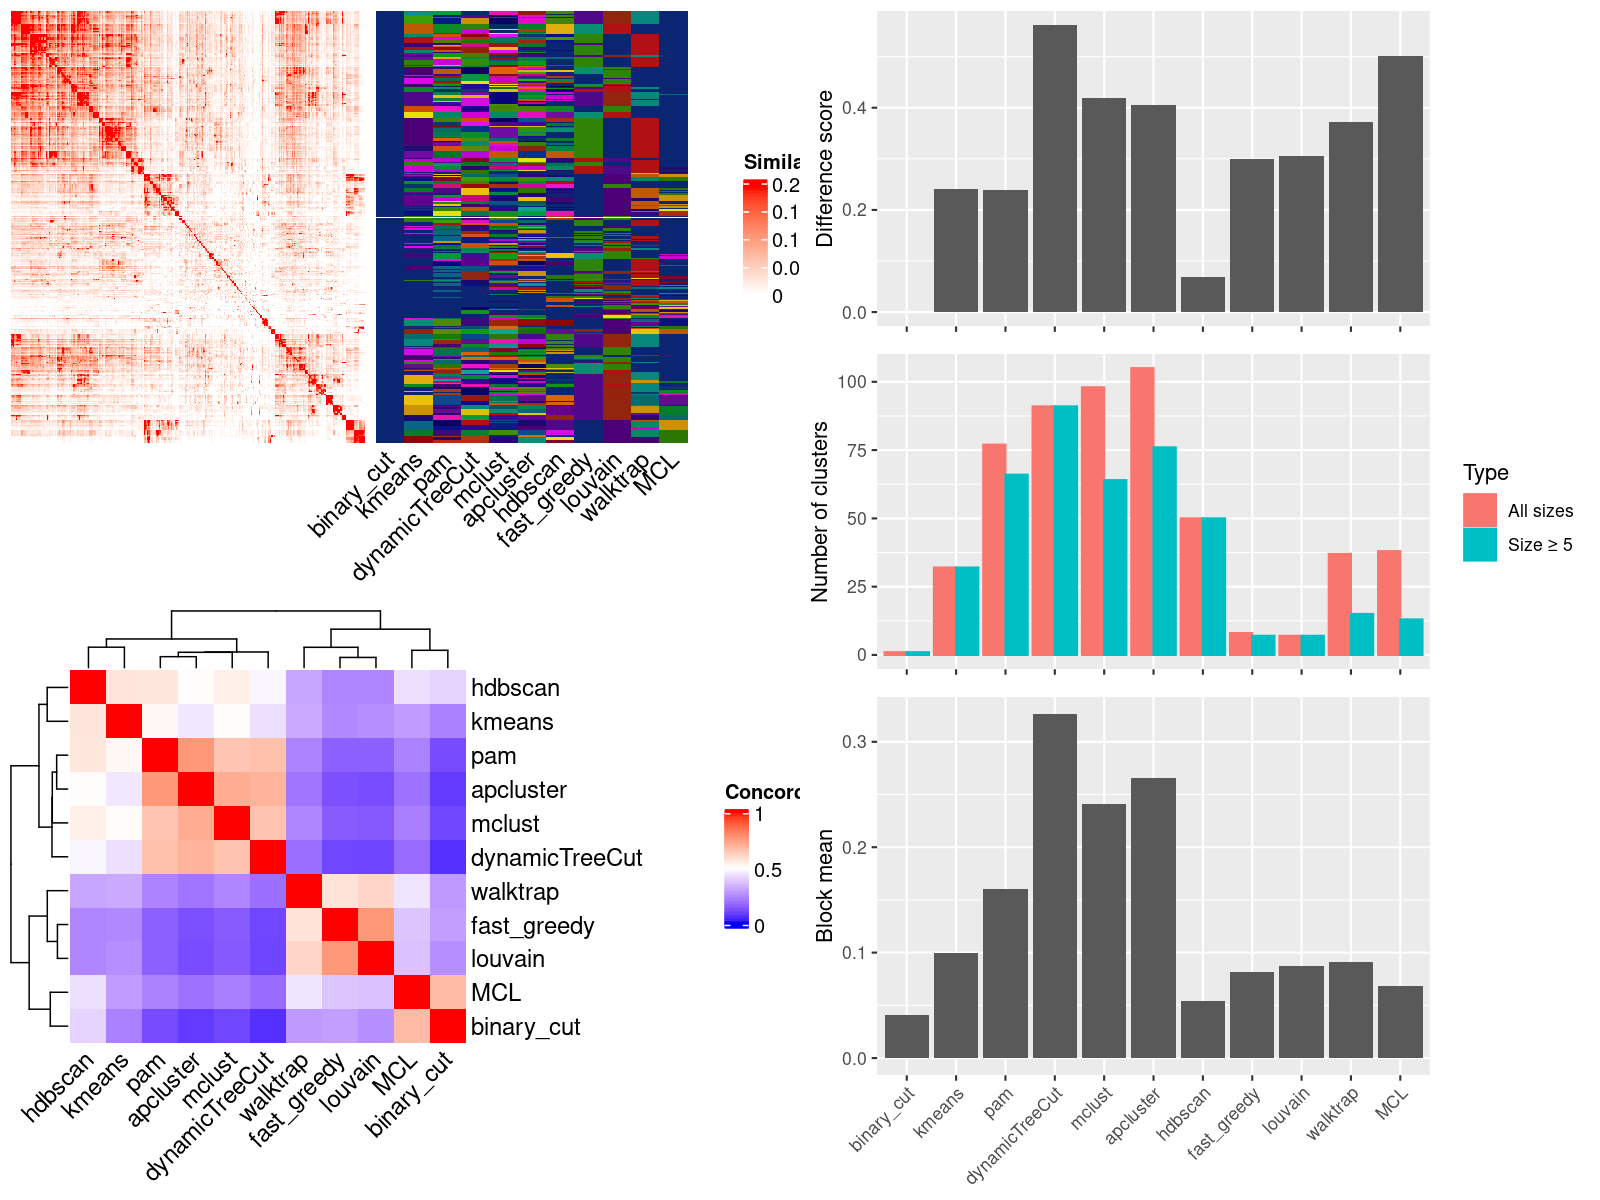 Simila
0.2
0.1
0.1
0.0
0
binary_cut
kmeans
pam
dynamicTreeCut
mclust
apcluster
hdbscan
fast_greedy
louvain
walktrap
MCL
hdbscan
kmeans
pam
apcluster
mclust
dynamicTreeCut
walktrap
fast_greedy
louvain
MCL
binary_cut
hdbscan
kmeans
pam
apcluster
mclust
dynamicTreeCut
walktrap
fast_greedy
louvain
MCL
binary_cut
Concord
1
0.5
0
Difference score
0.4
0.2
0.0
Number of clusters
100
75
50
25
0
Type
All sizes
Size ≥ 5
Block mean
0.3
0.2
0.1
0.0
binary_cut
kmeans
pam
dynamicTreeCut
mclust
apcluster
hdbscan
fast_greedy
louvain
walktrap
MCL